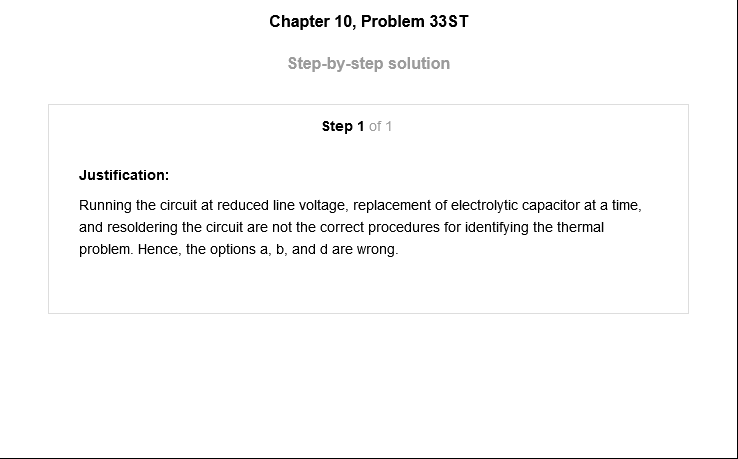 Chapter 10, Problem 33ST
Step-by-step solution
Step 1 of 1
Justification:
Running the circuit at reduced line voltage, replacement of electrolytic capacitor at a time,
and resoldering the circuit are not the correct procedures for identifying the thermal
problem. Hence, the options a, b, and d are wrong.